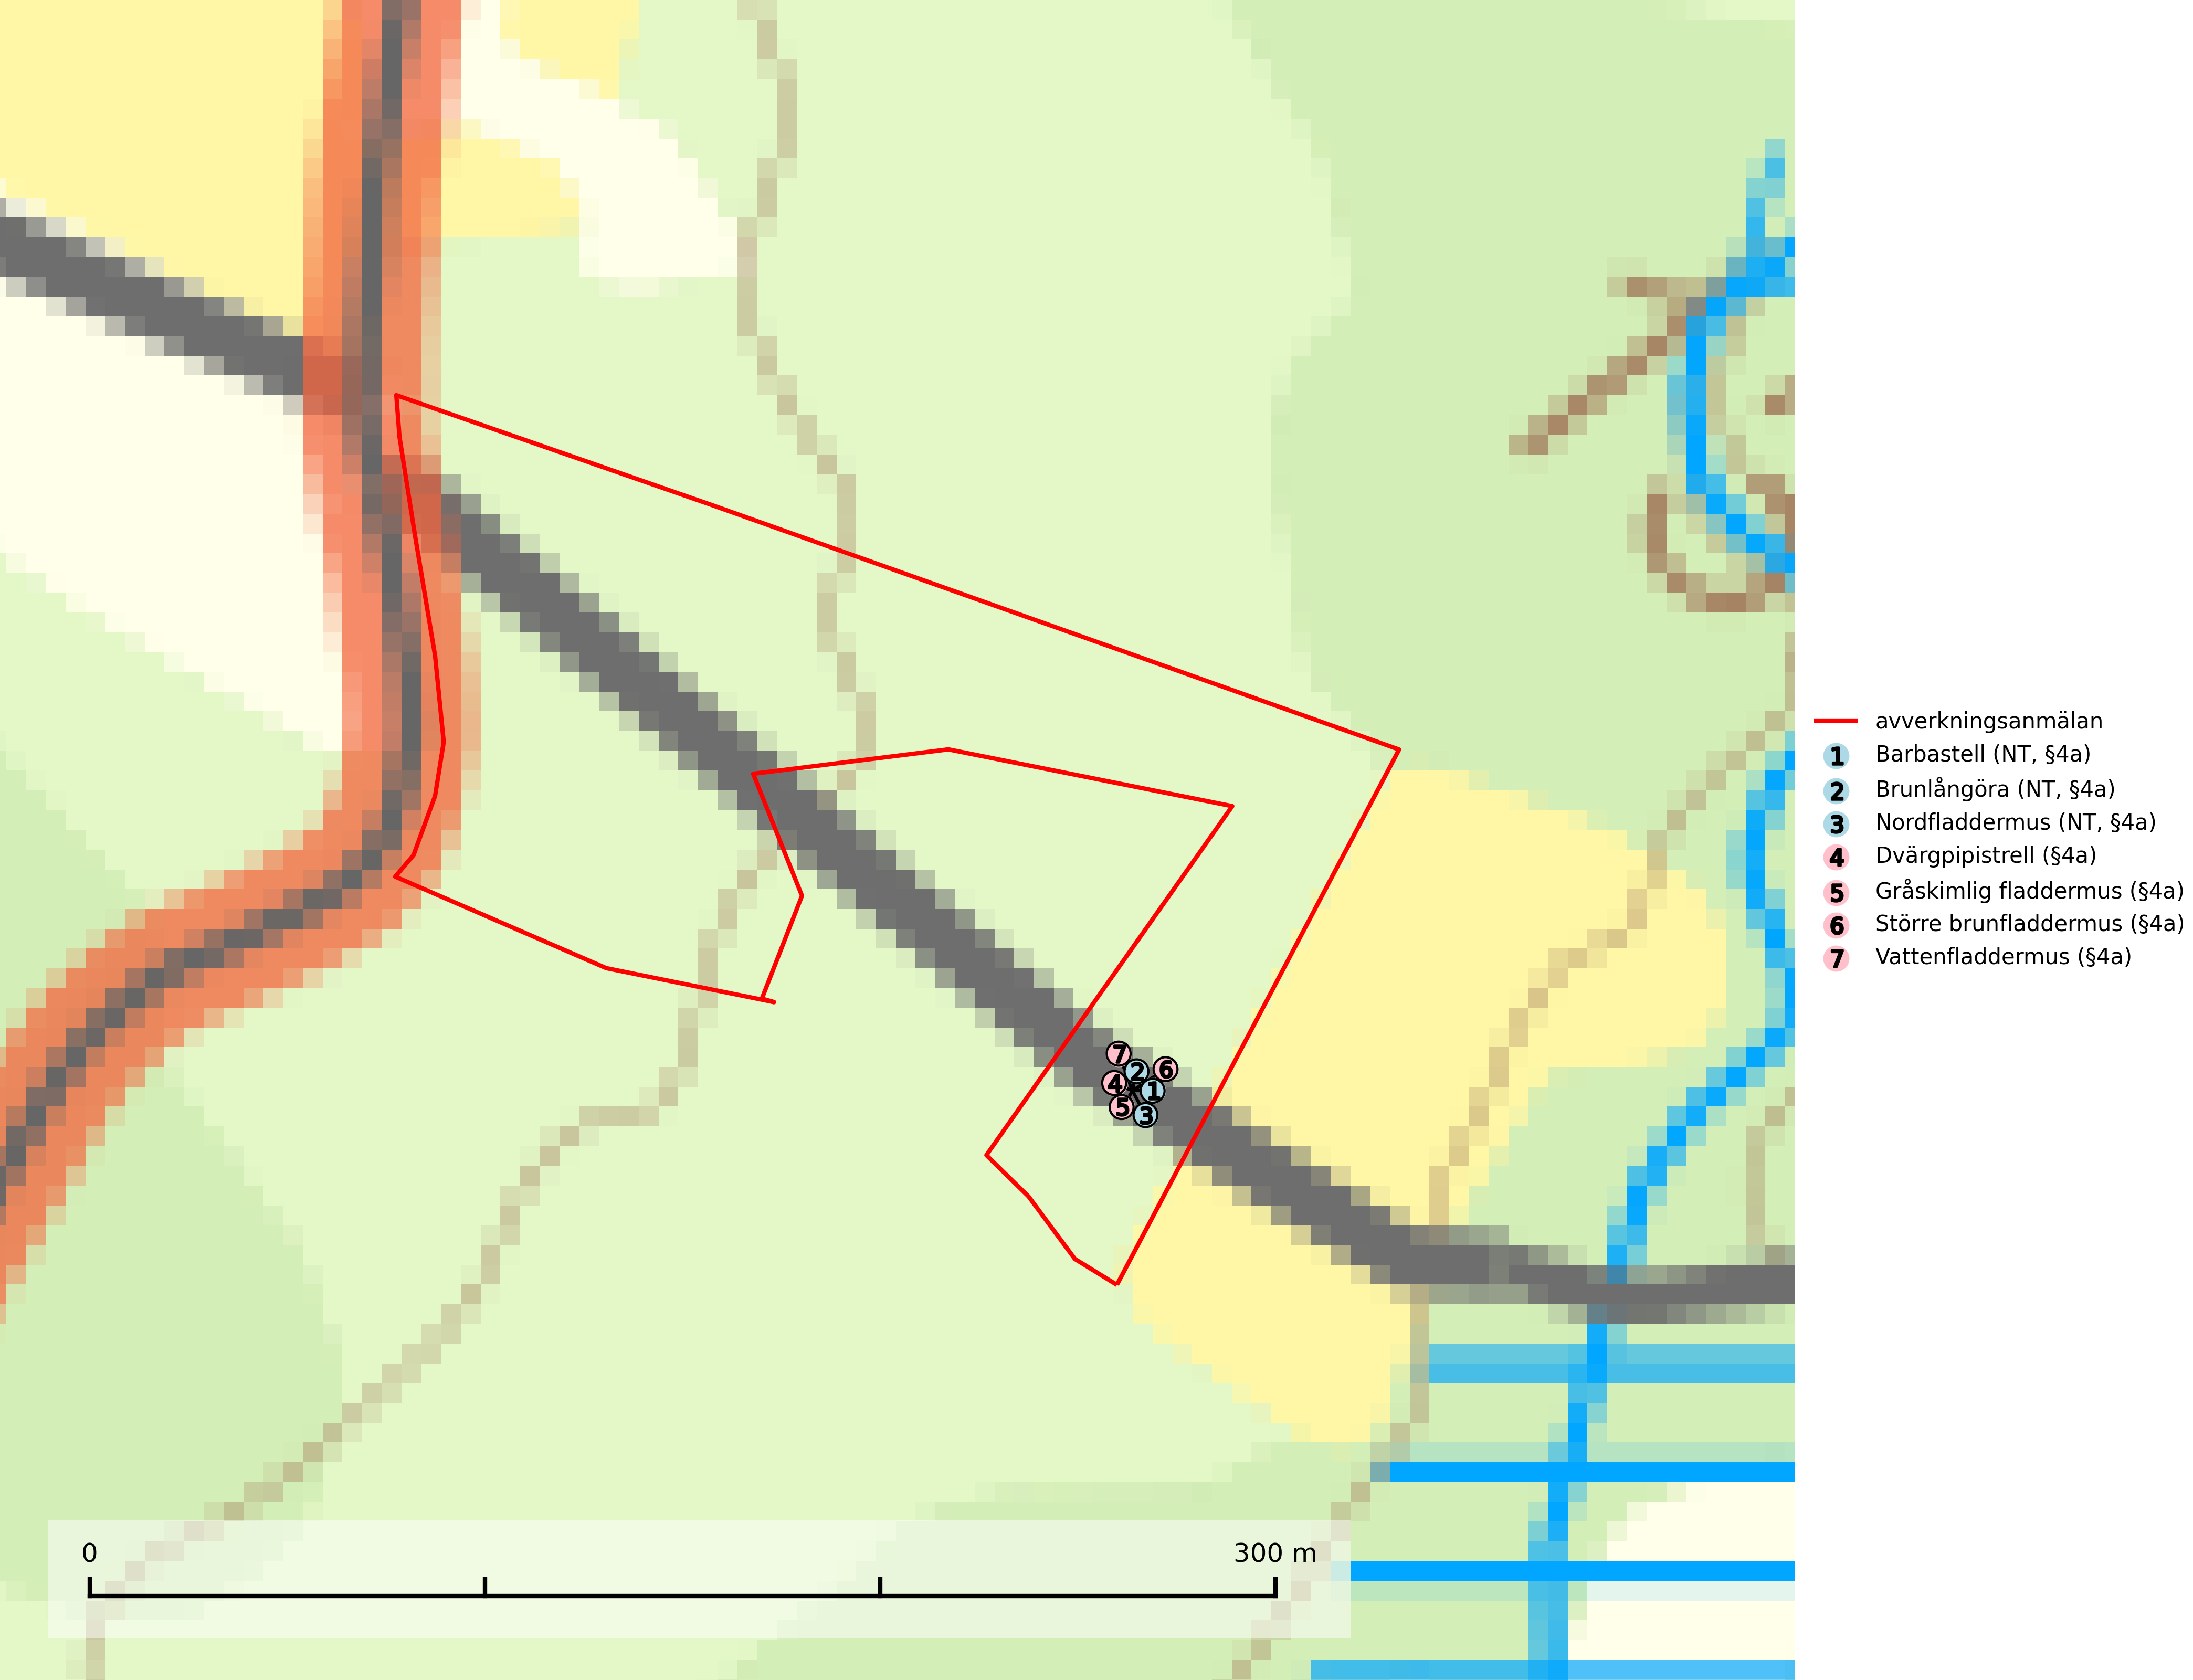 avverkningsanmälan
1 Barbastell (NT, §4a)
2 Brunlångöra (NT, §4a)
3 Nordfladdermus (NT, §4a)
4 Dvärgpipistrell (§4a)
5 Gråskimlig fladdermus (§4a)
6 Större brunfladdermus (§4a)
7 Vattenfladdermus (§4a)
7
2 6
4 1
5 3
0 300 m